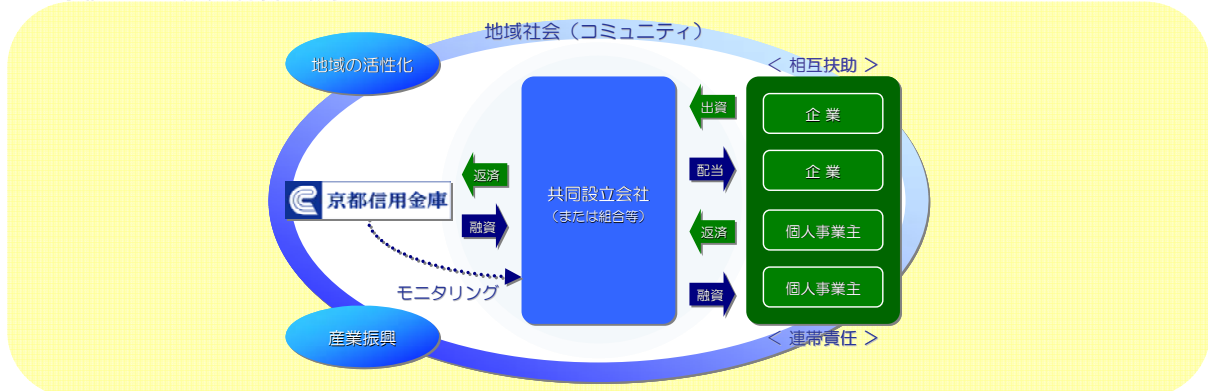 地域社会（コミュニティ）
地域の活性化
＜ 相互扶助 ＞
出資
企 業
配当
企 業
返済
共同設立会社
（または組合等）
京都信用金庫
融資
返済
個人事業主
モニタリング
融資
個人事業主
産業振興
＜ 連帯責任 ＞